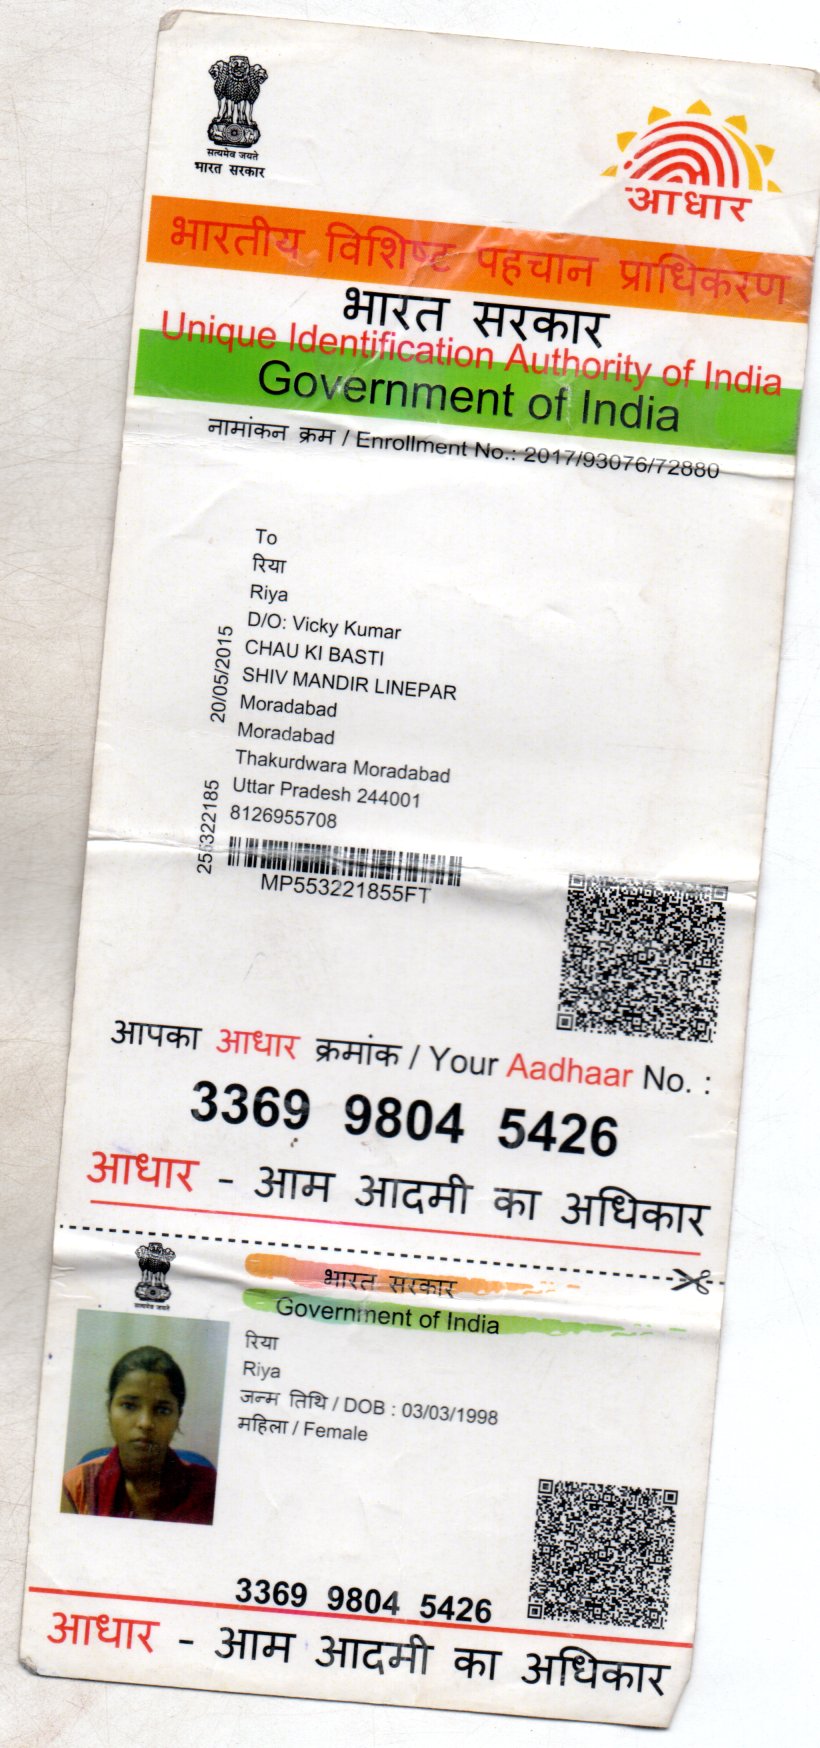 सत्यमेव जयते
भारत सरकार
आधार
भारतीय विशिष्ट पहचान प्राधिकरण
भारत सरकार
Unique Identification Authority of India
Government of India
नामांकन क्रम / Enrollment No.: 2017/93076/72880
To
रिया
Riya
D/O: Vicky Kumar
CHAU KI BASTI
SHIV MANDIR LINEPAR
Moradabad
Moradabad
Thakurdwara Moradabad
Uttar Pradesh 244001
8126955708
20/05/2015
255322185
MP553221855FT
आपका आधार क्रमांक / Your Aadhaar No. :
3369 9804 5426
आधार - आम आदमी का अधिकार
सत्यमेव जयते
भारत सरकार
Government of India
रिया
Riya
जन्म तिथि / DOB : 03/03/1998
महिला / Female
3369 9804 5426
आधार - आम आदमी का अधिकार